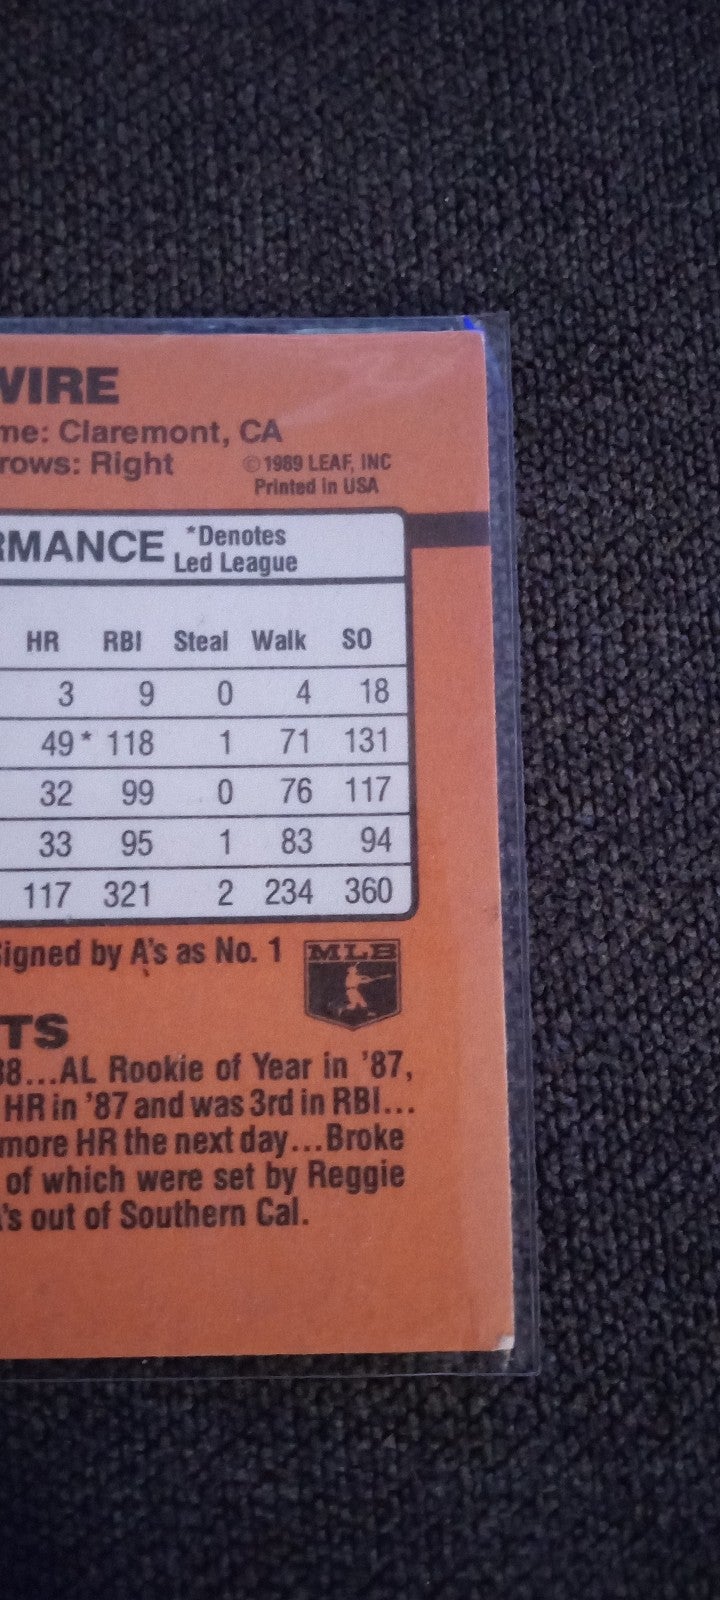 WIRE
me: Claremont, CA
rows: Right
©1989 LEAF, INC
Printed in USA
RMANCE *Denotes
Led League
HR RBI Steal Walk SO
3 9 0 4 18
49* 118 1 71 131
32 99 0 76 117
33 95 1 83 94
117 321 2 234 360
Signed by A's as No. 1
MLB
TS
88...AL Rookie of Year in '87,
HR in '87 and was 3rd in RBI...
more HR the next day...Broke
of which were set by Reggie
A's out of Southern Cal.